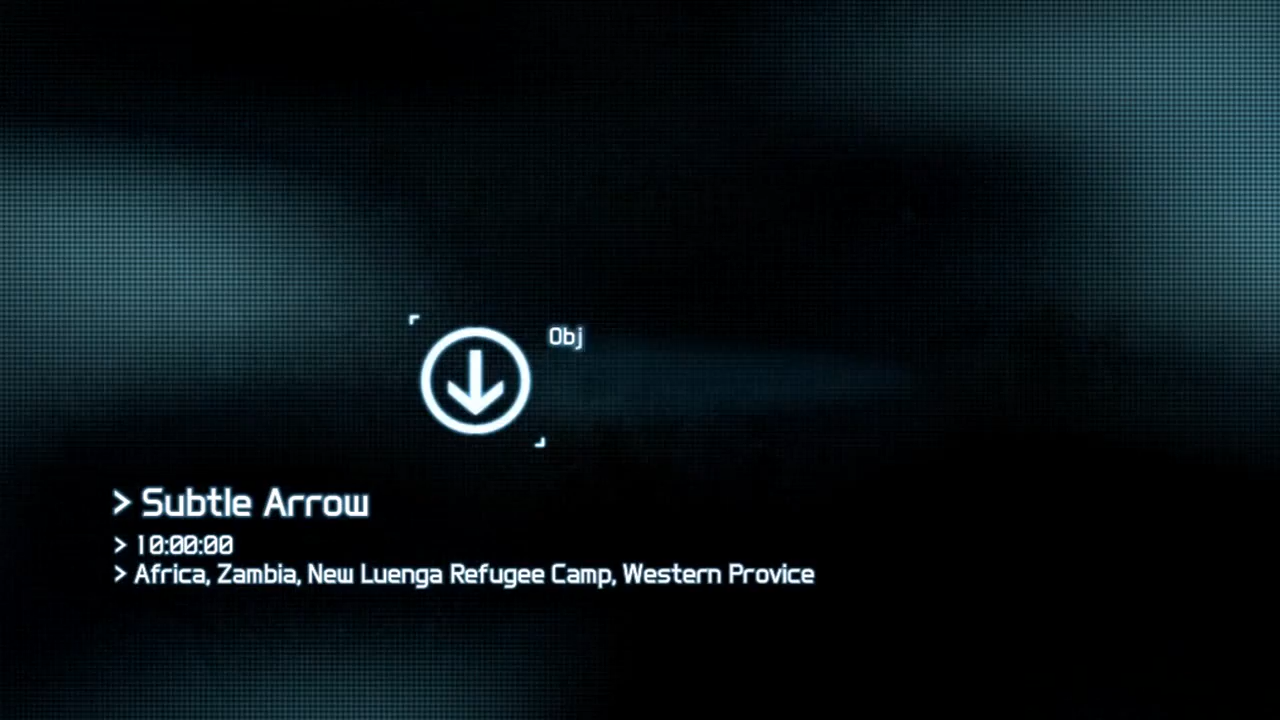 Obj
> Subtle Arrow
> 10:00:00
> Africa, Zambia, New Luenga Refugee Camp, Western Provice